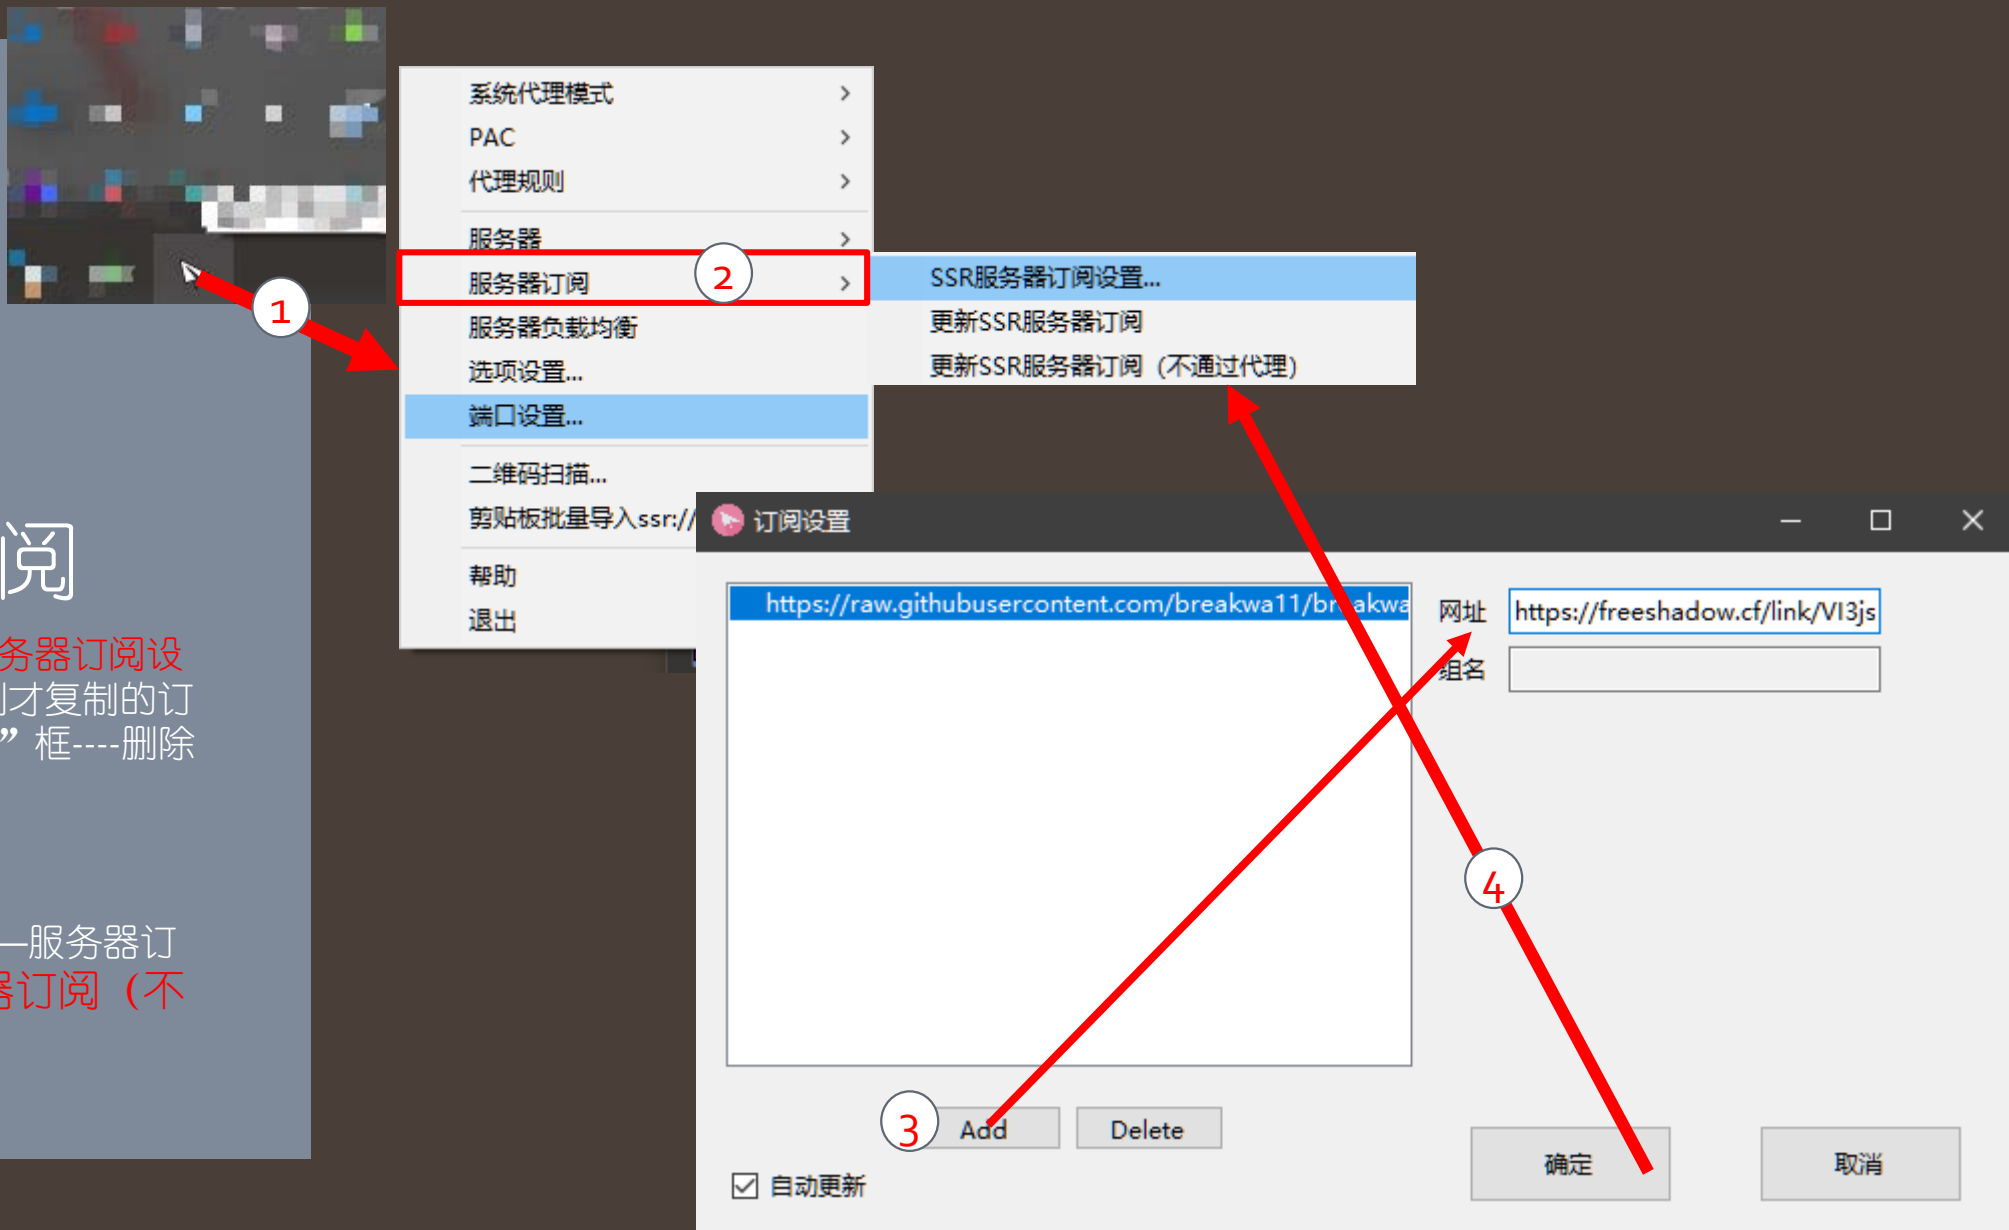 系统代理模式
PAC
代理规则
服务器
服务器订阅
服务器负载均衡
选项设置...
端口设置...
二维码扫描...
剪贴板批量导入ssr://
帮助
退出
1
2
SSR服务器订阅设置...
更新SSR服务器订阅
更新SSR服务器订阅（不通过代理）
订阅设置
https://raw.githubusercontent.com/breakwa11/breakwa
网址
https://freeshadow.cf/link/VI3js
组名
3
Add
Delete
4
自动更新
确定
取消
阅
务器订阅设
刚才复制的订
”框----删除
—服务器订
器订阅（不